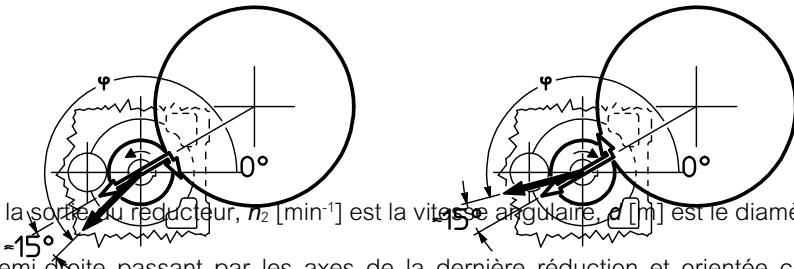 φ
φ
0°
0°
la sortie du réducteur, n₂ [min⁻¹] est la vitesse angulaire, d [m] est le diamè
≈15°
≈15°
emi droite passant par les axes de la dernière réduction et orientée c